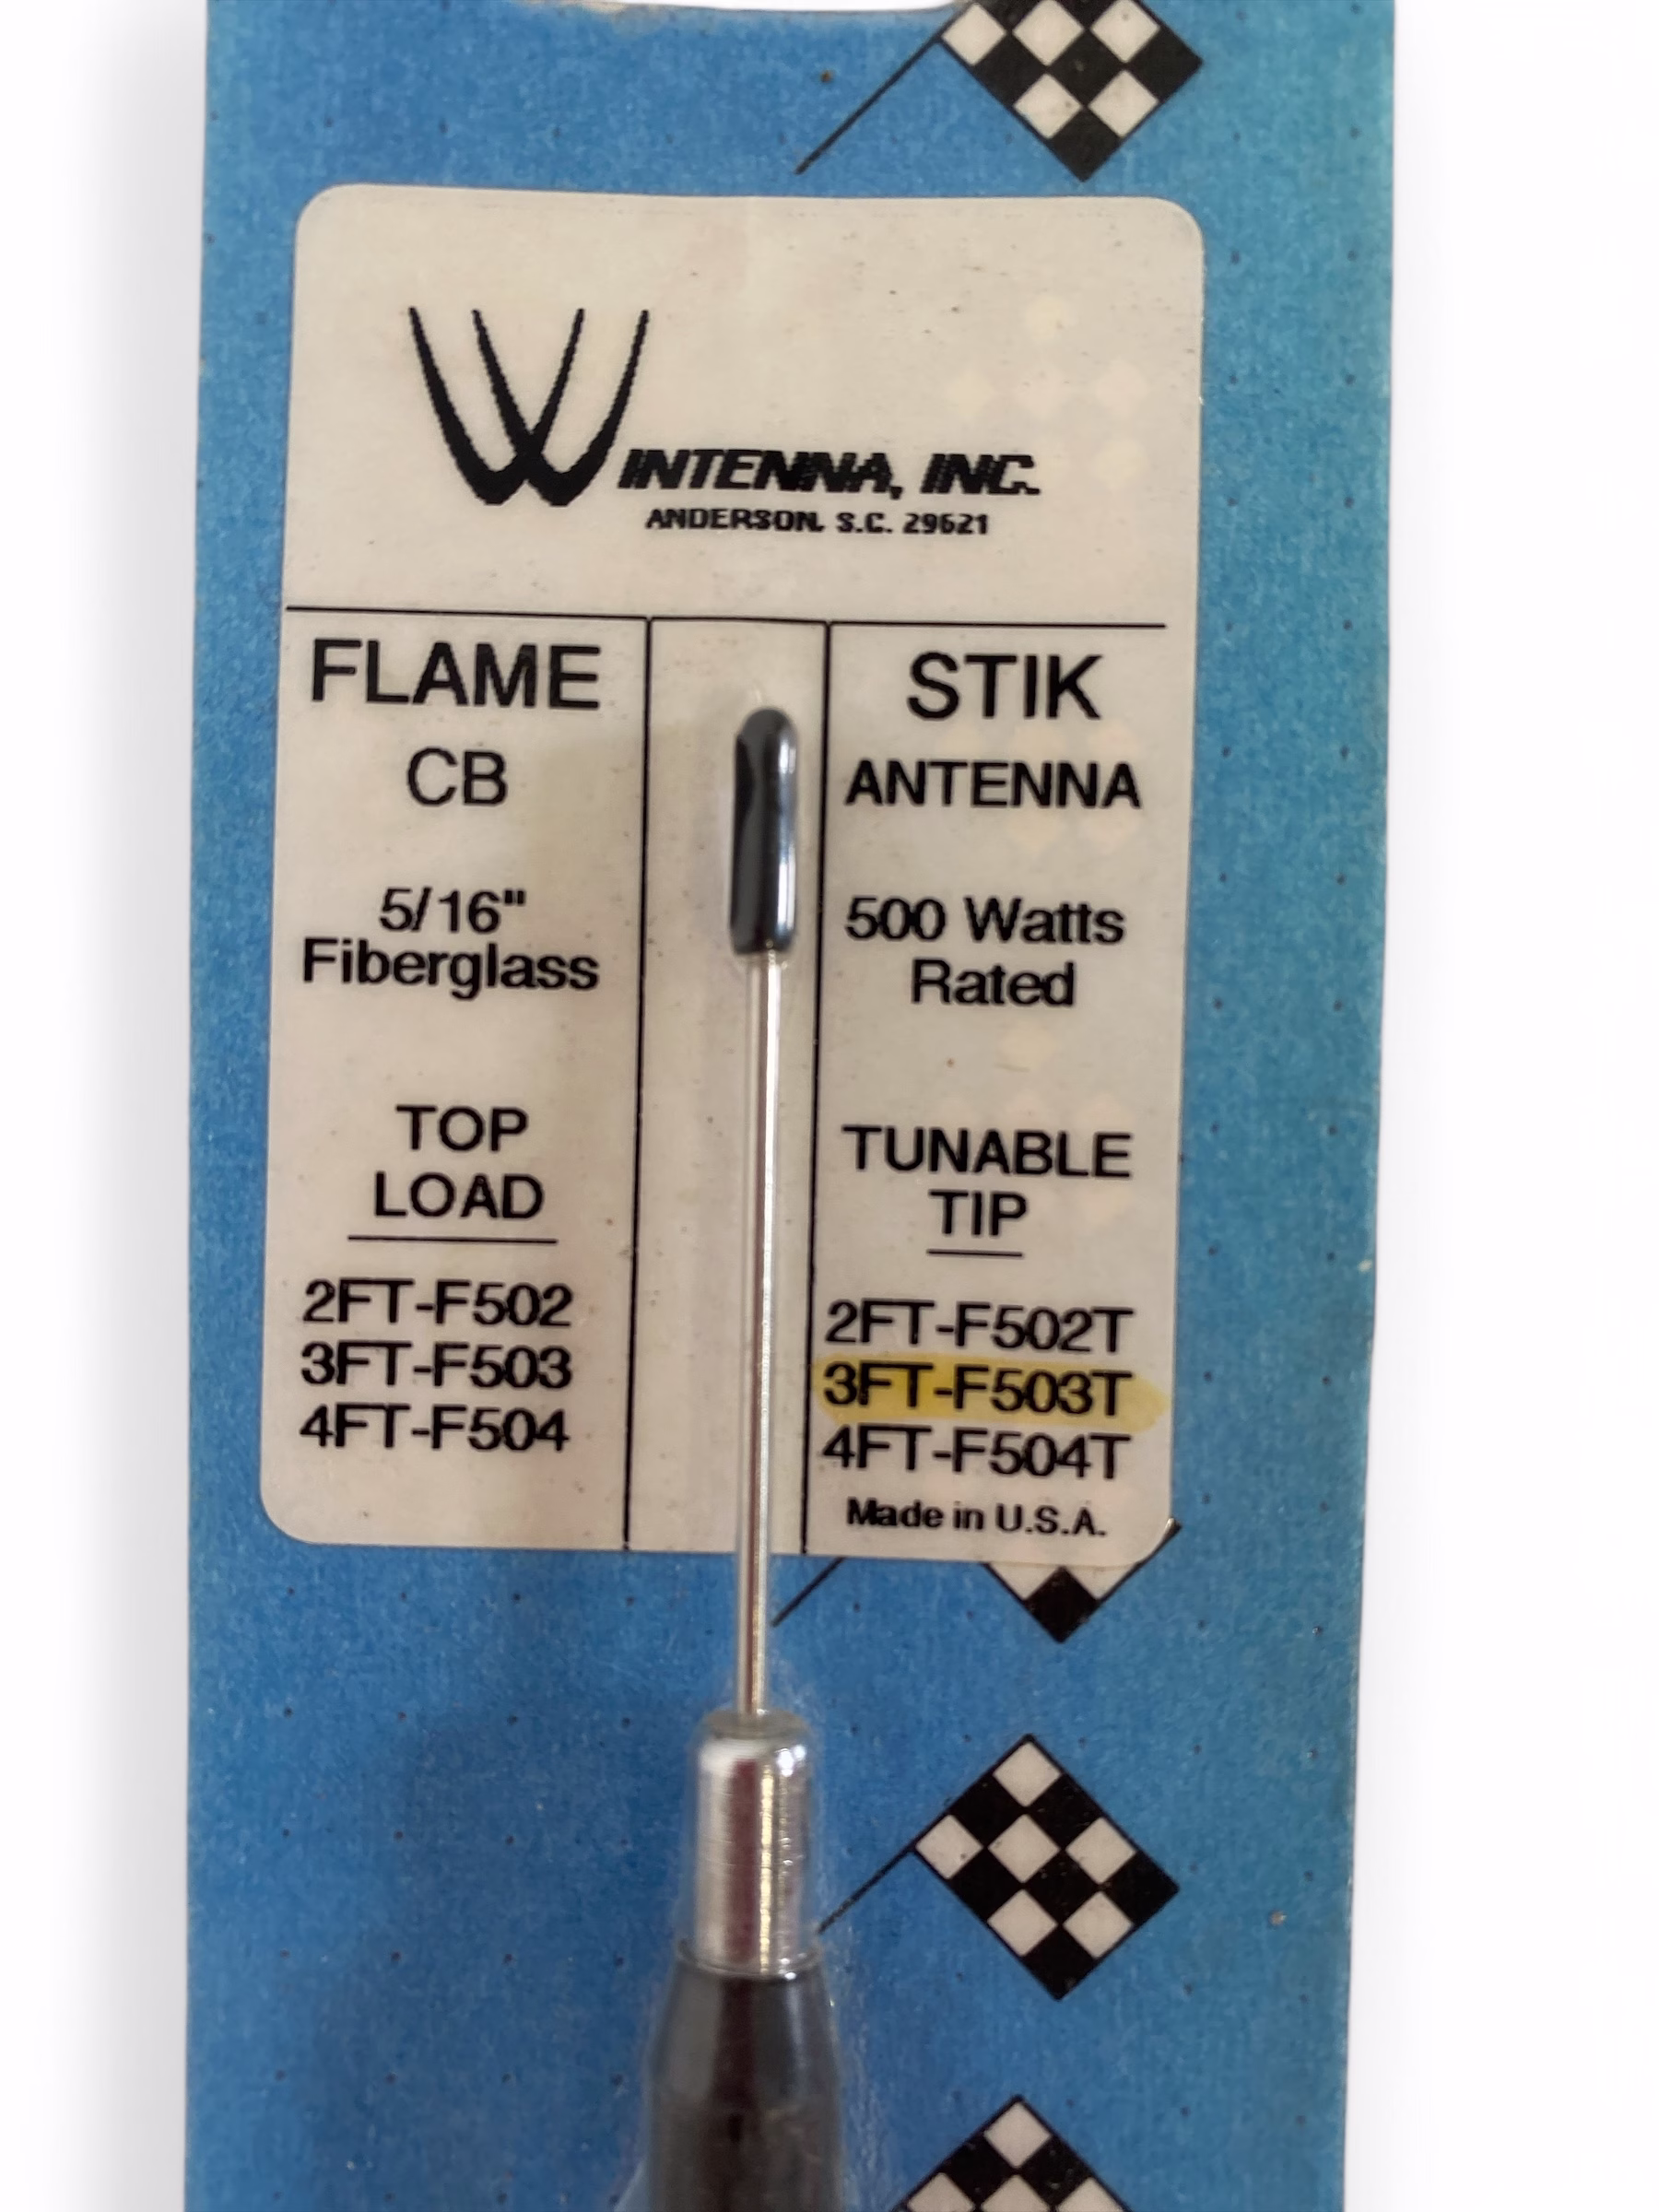 WINTENNA, INC.
ANDERSON, S.C. 29621
FLAME
CB
5/16"
Fiberglass
TOP
LOAD
2FT-F502
3FT-F503
4FT-F504
STIK
ANTENNA
500 Watts
Rated
TUNABLE
TIP
2FT-F502T
3FT-F503T
4FT-F504T
Made in U.S.A.